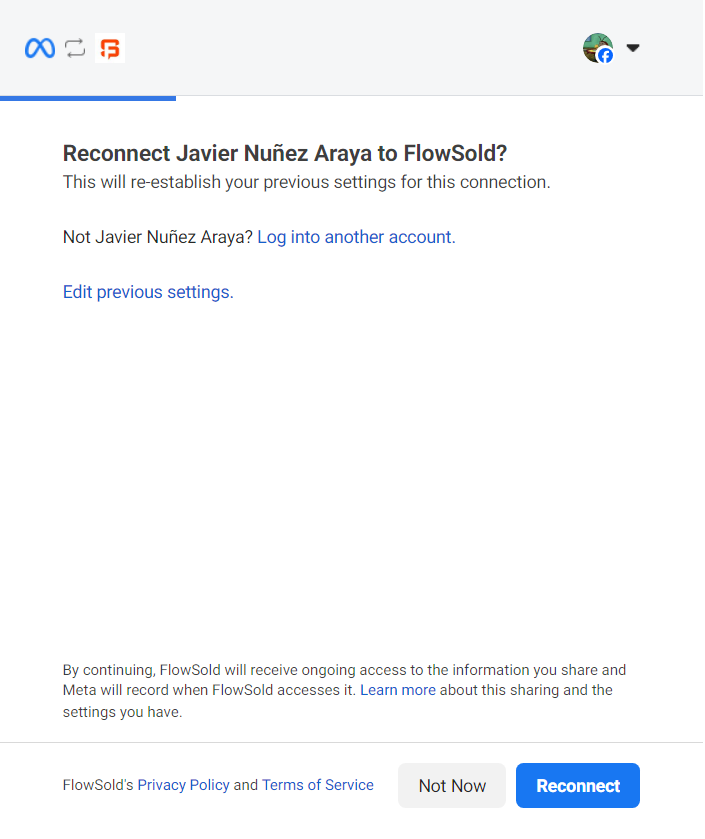 Reconnect Javier Nuñez Araya to FlowSold?
This will re-establish your previous settings for this connection.
Not Javier Nuñez Araya? Log into another account.
Edit previous settings.
By continuing, FlowSold will receive ongoing access to the information you share and
Meta will record when FlowSold accesses it. Learn more about this sharing and the
settings you have.
FlowSold's Privacy Policy and Terms of Service
Not Now
Reconnect